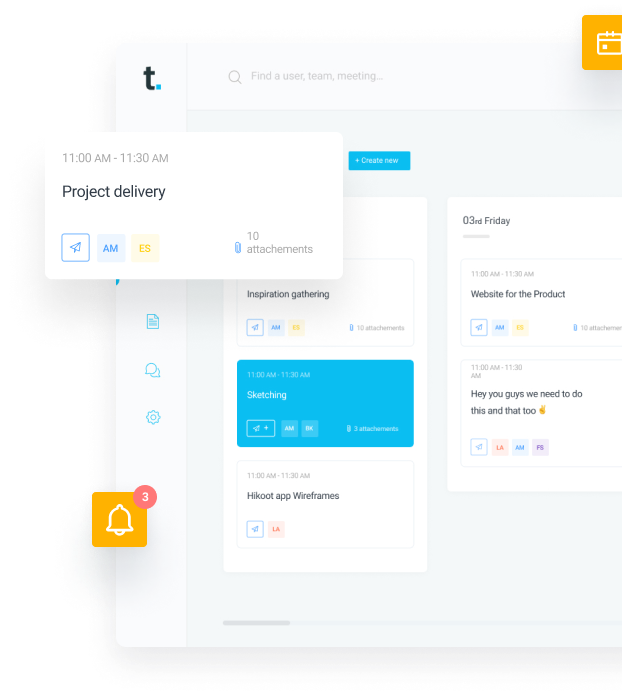 t.
Find a user, team, meeting...
11:00 AM - 11:30 AM
Project delivery
AM
ES
10
attachements
+ Create new
Inspiration gathering
AM
ES
10 attachements
11:00 AM - 11:30 AM
Sketching
+
AM
BK
3 attachements
11:00 AM - 11:30 AM
Hikoot app Wireframes
LA
03rd Friday
11:00 AM - 11:30 AM
Website for the Product
AM
ES
10 attachemen
11:00 AM - 11:30
AM
Hey you guys we need to do
this and that too ✌
LA
AM
FS
3